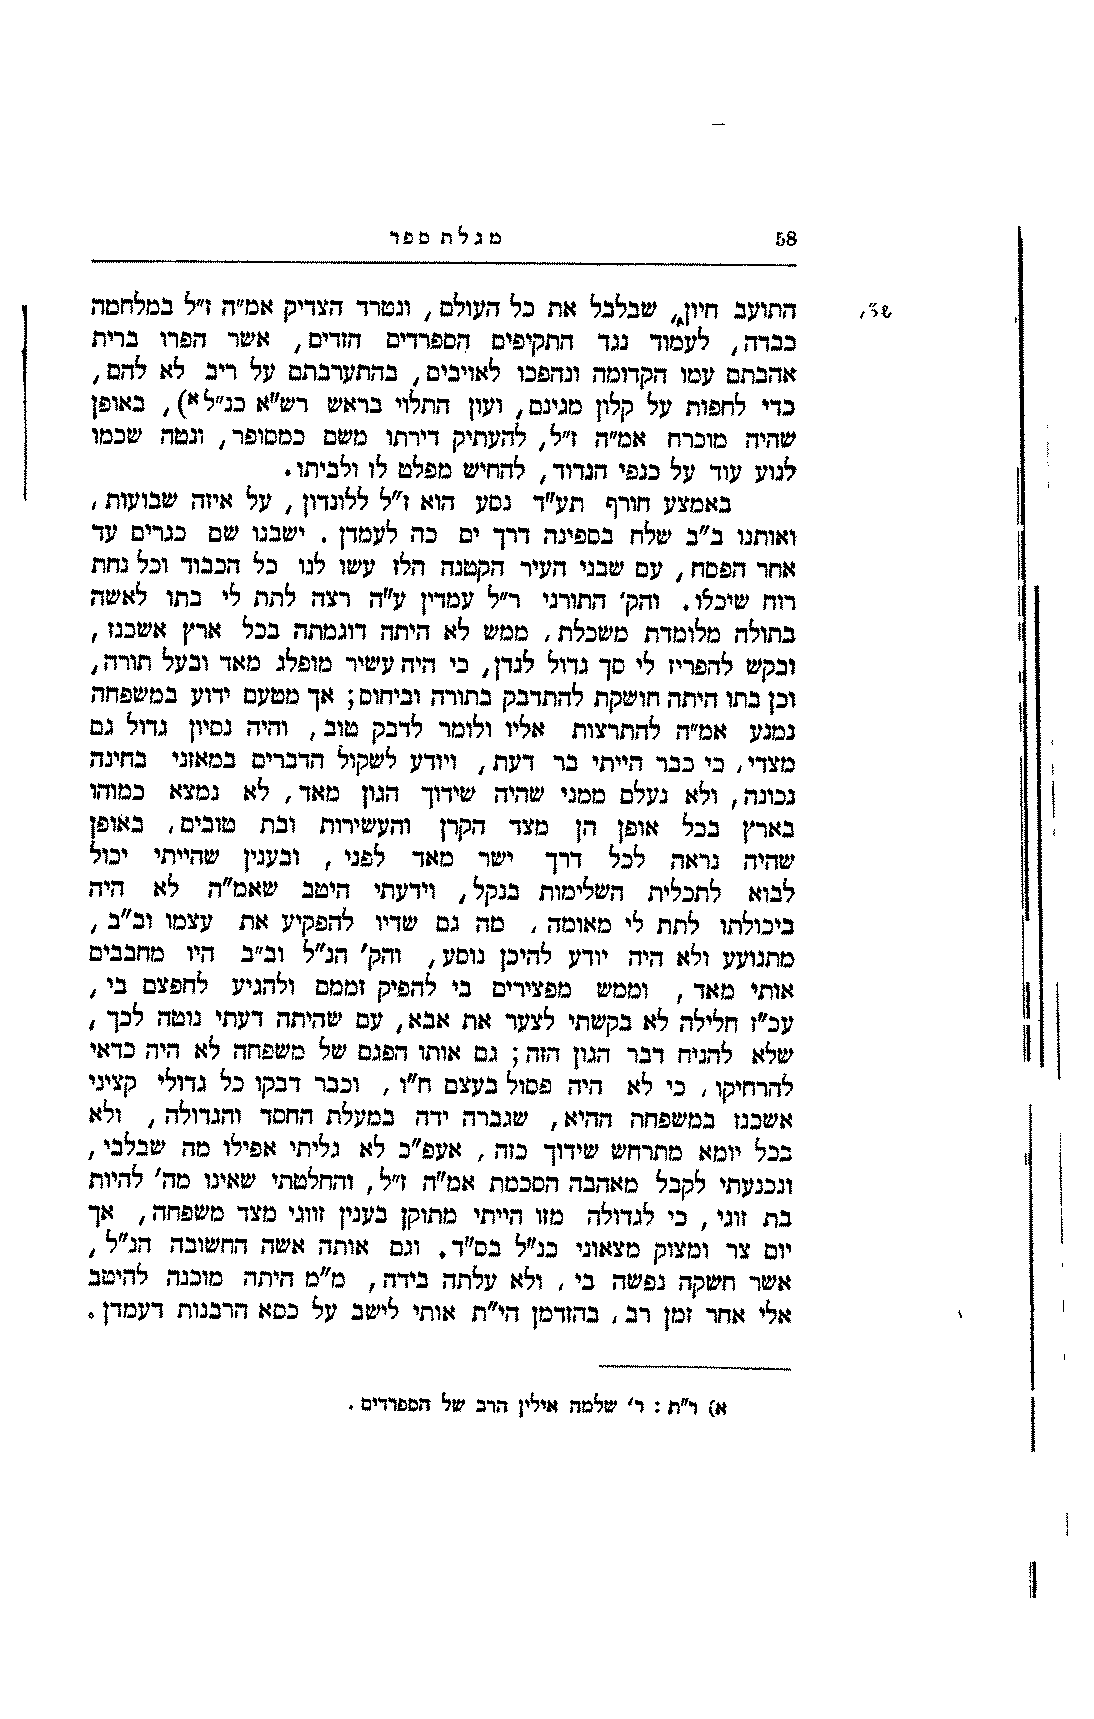 58 מגלת ספר
התועב חיון, שבלבל את כל העולם, ונטרד הצדיק אמ״ה ז״ל במלחמה
כבדה, לעמוד נגד התקיפים הספרדים הזדים, אשר הפרו ברית
אהבתם עמו הקדומה ונהפכו לאויבים, בהתערבתם על ריב לא להם,
כדי לחפות על קלון מגינם, ועון התלוי בראש רש״א כנ״ל א), באופן
שהיה מוכרח אמ״ה ז״ל, להעתיק דירתו משם כמסופר, ונטה שכמו
לנוע עוד על כנפי הנדוד, להחיש מפלט לו ולביתו.
באמצע חורף תע״ד נסע הוא ז״ל ללונדון, על איזה שבועות,
ואותנו ב״ב שלח בספינה דרך ים כה לעמדן. ישבנו שם כגרים עד
אחר הפסח, עם שבני העיר הקטנה הלז עשו לנו כל הכבוד וכל נחת
רוח שיכלו. והק׳ התורני ר״ל עמדין ע״ה רצה לתת לי בתו לאשה
בתולה מלומדת משכלת, ממש לא היתה דוגמתה בכל ארץ אשכנז,
ובקש להפריז לי סך גדול לנדן, כי היה עשיר מופלג מאד ובעל תורה,
וכן בתו היתה חושקת להתדבק בתורה וביחוס; אך מטעם ידוע במשפחה
נמנע אמ״ה להתרצות אליו ולומר לדבק טוב, והיה נסיון גדול גם
מצדי, כי כבר הייתי בר דעת, ויודע לשקול הדברים במאזני בחינה
נכונה, ולא נעלם ממני שהיה שידוך הגון מאד, לא נמצא כמוהו
בארץ בכל אופן הן מצד הקרן והעשירות ובת טובים, באופן
שהיה נראה לכל דרך ישר מאד לפני, ובענין שהייתי יכול
לבוא לתכלית השלימות בנקל, וידעתי היטב שאמ״ה לא היה
ביכולתו לתת לי מאומה, מה גם שדיו להפקיע את עצמו וב״ב,
מתנועע ולא היה יודע להיכן נוסע, והק׳ הנ״ל וב״ב היו מחבבים
אותי מאד, וממש מפצירים בי להפיק זממם ולהגיע לחפצם בי,
עכ״ז חלילה לא בקשתי לצער את אבא, עם שהיתה דעתי נוטה לכך,
שלא להניח דבר הגון הזה; גם אותו הפגם של משפחה לא היה כדאי
להרחיקו, כי לא היה פסול בעצם ח״ו, וכבר דבקו כל גדולי קציני
אשכנז במשפחה ההיא, שגברה ידה במעלת החסד והגדולה, ולא
בכל יומא מתרחש שידוך כזה, אעפ״כ לא גליתי אפילו מה שבלבי,
ונכנעתי לקבל מאהבה הסכמת אמ״ה ז״ל, והחלטתי שאינו מה׳ להיות
בת זוגי, כי לגדולה מזו הייתי מתוקן בענין זווגי מצד משפחה, אך
יום צר ומצוק מצאוני כנ״ל בס״ד. וגם אותה אשה החשובה הנ״ל,
אשר חשקה נפשה בי, ולא עלתה בידה, מ״מ היתה מוכנה להיטב
אלי אחר זמן רב, בהזדמן הי״ת אותי לישב על כסא הרבנות דעמדן.
א) ר״ת: ר׳ שלמה אילין הרב של הספרדים.